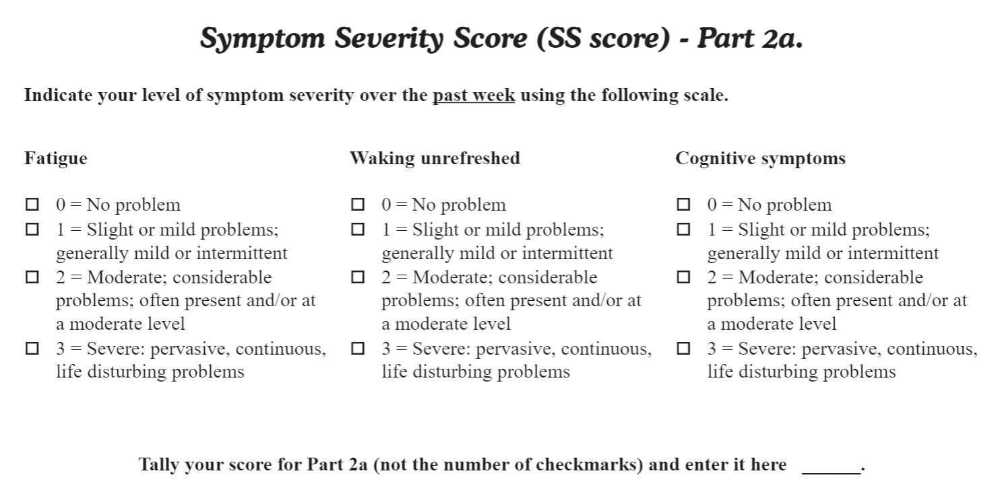 Symptom Severity Score (SS score) - Part 2a.
Indicate your level of symptom severity over the past week using the following scale.
Fatigue
0 = No problem
1 = Slight or mild problems;
generally mild or intermittent
2 = Moderate; considerable
problems; often present and/or at
a moderate level
3 = Severe: pervasive, continuous,
life disturbing problems
Waking unrefreshed
0 = No problem
1 = Slight or mild problems;
generally mild or intermittent
2 = Moderate; considerable
problems; often present and/or at
a moderate level
3 = Severe: pervasive, continuous,
life disturbing problems
Cognitive symptoms
0 = No problem
1 = Slight or mild problems;
generally mild or intermittent
2 = Moderate; considerable
problems; often present and/or at
a moderate level
3 = Severe: pervasive, continuous,
life disturbing problems
Tally your score for Part 2a (not the number of checkmarks) and enter it here ______.